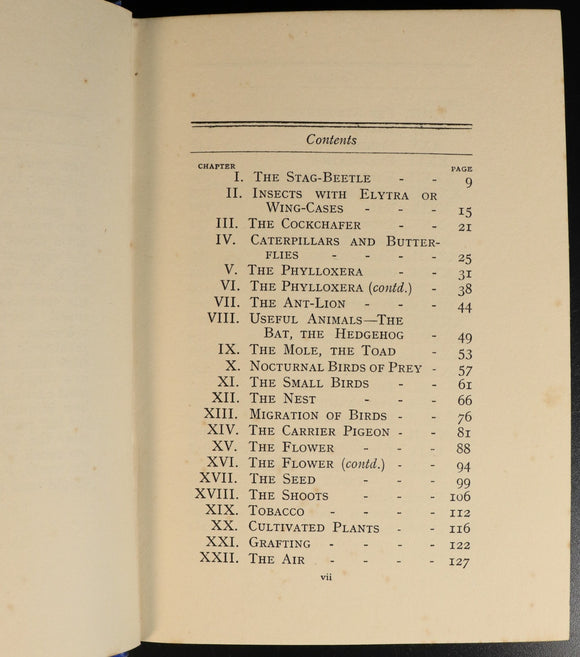 Contents
CHAPTER PAGE
I. THE STAG-BEETLE - - 9
II. INSECTS WITH ELYTRA OR
WING-CASES - - - 15
III. THE COCKCHAFER - - 21
IV. CATERPILLARS AND BUTTER-
FLIES - - - - 25
V. THE PHYLLOXERA - - 31
VI. THE PHYLLOXERA (contd.) - 38
VII. THE ANT-LION - - 44
VIII. USEFUL ANIMALS—THE
BAT, THE HEDGEHOG - 49
IX. THE MOLE, THE TOAD - 53
X. NOCTURNAL BIRDS OF PREY - 57
XI. THE SMALL BIRDS - - 61
XII. THE NEST - - - 66
XIII. MIGRATION OF BIRDS - - 76
XIV. THE CARRIER PIGEON - - 81
XV. THE FLOWER - - - 88
XVI. THE FLOWER (contd.) - - 94
XVII. THE SEED - - - 99
XVIII. THE SHOOTS - - - 106
XIX. TOBACCO - - - - 112
XX. CULTIVATED PLANTS - - 116
XXI. GRAFTING - - - - 122
XXII. THE AIR - - - - 127
vii